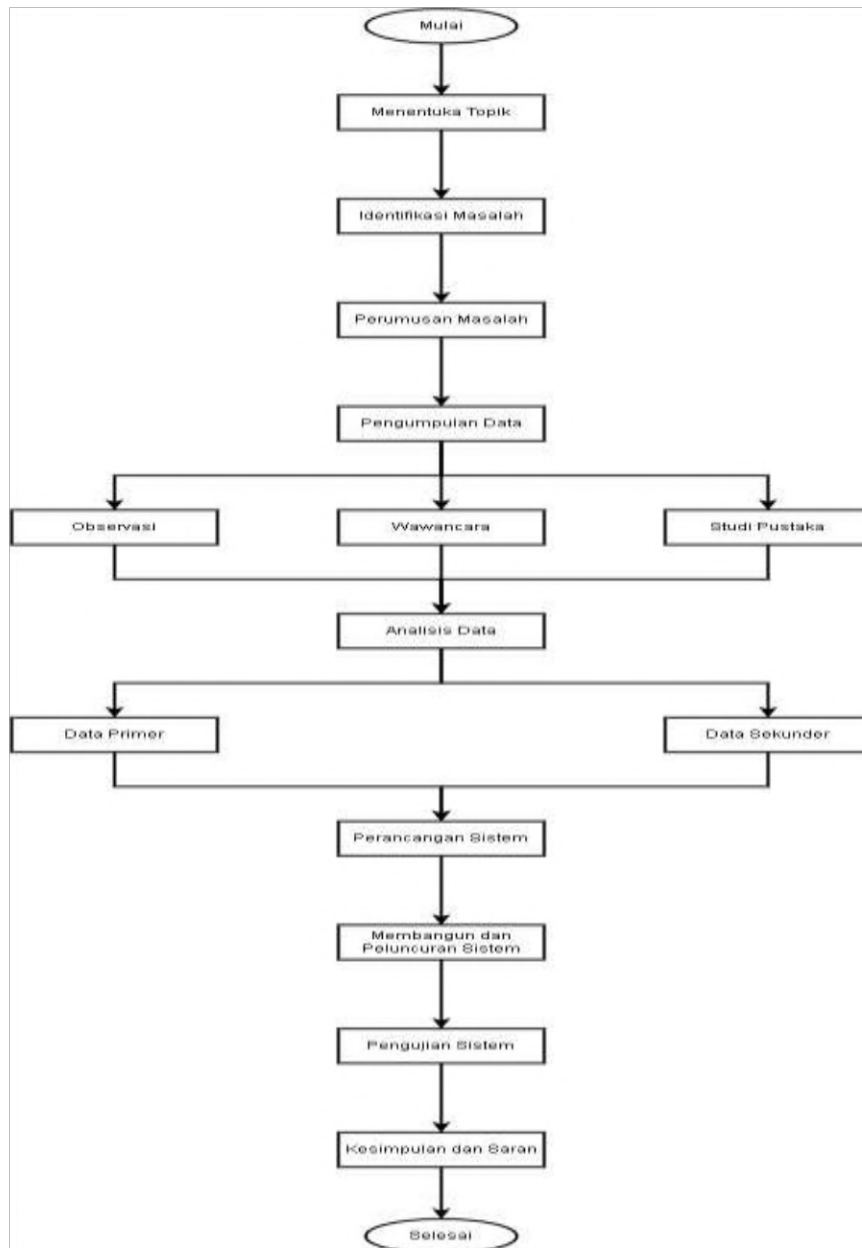 Mulai
Menentuka Topik
Identifikasi Masalah
Perumusan Masalah
Pengumpulan Data
Observasi
Wawancara
Studi Pustaka
Analisis Data
Data Primer
Data Sekunder
Perancangan Sistem
Membangun dan
Peluncuran Sistem
Pengujian Sistem
Kesimpulan dan Saran
Selesai